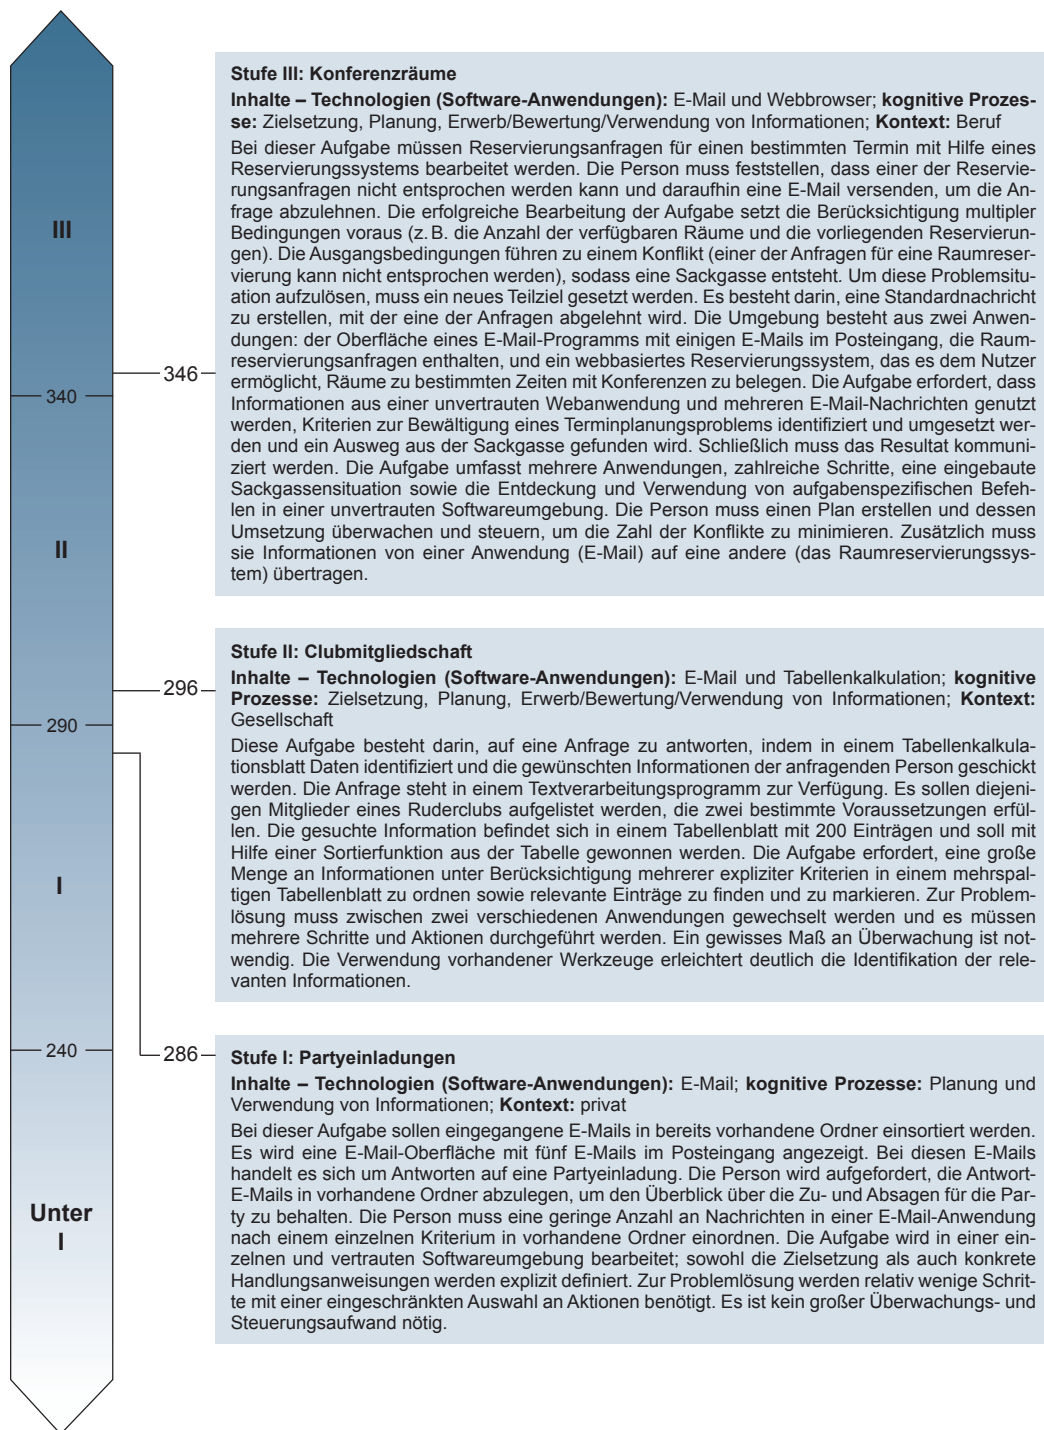 Stufe III: Konferenzräume
Inhalte – Technologien (Software-Anwendungen): E-Mail und Webbrowser; kognitive Prozes-
se: Zielsetzung, Planung, Erwerb/Bewertung/Verwendung von Informationen; Kontext: Beruf
Bei dieser Aufgabe müssen Reservierungsanfragen für einen bestimmten Termin mit Hilfe eines
Reservierungssystems bearbeitet werden. Die Person muss feststellen, dass einer der Reservie-
rungsanfragen nicht entsprochen werden kann und daraufhin eine E-Mail versenden, um die An-
frage abzulehnen. Die erfolgreiche Bearbeitung der Aufgabe setzt die Berücksichtigung multipler
Bedingungen voraus (z. B. die Anzahl der verfügbaren Räume und die vorliegenden Reservierun-
gen). Die Ausgangsbedingungen führen zu einem Konflikt (einer der Anfragen für eine Raumreser-
vierung kann nicht entsprochen werden), sodass eine Sackgasse entsteht. Um diese Problemsitu-
ation aufzulösen, muss ein neues Teilziel gesetzt werden. Es besteht darin, eine Standardnachricht
zu erstellen, mit der eine der Anfragen abgelehnt wird. Die Umgebung besteht aus zwei Anwen-
dungen: der Oberfläche eines E-Mail-Programms mit einigen E-Mails im Posteingang, die Raum-
reservierungsanfragen enthalten, und ein webbasiertes Reservierungssystem, das es dem Nutzer
ermöglicht, Räume zu bestimmten Zeiten mit Konferenzen zu belegen. Die Aufgabe erfordert, dass
Informationen aus einer unvertrauten Webanwendung und mehreren E-Mail-Nachrichten genutzt
werden, Kriterien zur Bewältigung eines Terminplanungsproblems identifiziert und umgesetzt wer-
den und ein Ausweg aus der Sackgasse gefunden wird. Schließlich muss das Resultat kommuni-
ziert werden. Die Aufgabe umfasst mehrere Anwendungen, zahlreiche Schritte, eine eingebaute
Sackgassensituation sowie die Entdeckung und Verwendung von aufgabenspezifischen Befeh-
len in einer unvertrauten Softwareumgebung. Die Person muss einen Plan erstellen und dessen
Umsetzung überwachen und steuern, um die Zahl der Konflikte zu minimieren. Zusätzlich muss
sie Informationen von einer Anwendung (E-Mail) auf eine andere (das Raumreservierungssys-
tem) übertragen.
III
346
340
II
Stufe II: Clubmitgliedschaft
Inhalte – Technologien (Software-Anwendungen): E-Mail und Tabellenkalkulation; kognitive
Prozesse: Zielsetzung, Planung, Erwerb/Bewertung/Verwendung von Informationen; Kontext:
Gesellschaft
Diese Aufgabe besteht darin, auf eine Anfrage zu antworten, indem in einem Tabellenkalkula-
tionsblatt Daten identifiziert und die gewünschten Informationen der anfragenden Person geschickt
werden. Die Anfrage steht in einem Textverarbeitungsprogramm zur Verfügung. Es sollen diejeni-
gen Mitglieder eines Ruderclubs aufgelistet werden, die zwei bestimmte Voraussetzungen erfül-
len. Die gesuchte Information befindet sich in einem Tabellenblatt mit 200 Einträgen und soll mit
Hilfe einer Sortierfunktion aus der Tabelle gewonnen werden. Die Aufgabe erfordert, eine große
Menge an Informationen unter Berücksichtigung mehrerer expliziter Kriterien in einem mehrspal-
tigen Tabellenblatt zu ordnen sowie relevante Einträge zu finden und zu markieren. Zur Problem-
lösung muss zwischen zwei verschiedenen Anwendungen gewechselt werden und es müssen
mehrere Schritte und Aktionen durchgeführt werden. Ein gewisses Maß an Überwachung ist not-
wendig. Die Verwendung vorhandener Werkzeuge erleichtert deutlich die Identifikation der rele-
vanten Informationen.
296
290
I
240
286
Stufe I: Partyeinladungen
Inhalte – Technologien (Software-Anwendungen): E-Mail; kognitive Prozesse: Planung und
Verwendung von Informationen; Kontext: privat
Bei dieser Aufgabe sollen eingegangene E-Mails in bereits vorhandene Ordner einsortiert werden.
Es wird eine E-Mail-Oberfläche mit fünf E-Mails im Posteingang angezeigt. Bei diesen E-Mails
handelt es sich um Antworten auf eine Partyeinladung. Die Person wird aufgefordert, die Antwort-
E-Mails in vorhandene Ordner abzulegen, um den Überblick über die Zu- und Absagen für die Par-
ty zu behalten. Die Person muss eine geringe Anzahl an Nachrichten in einer E-Mail-Anwendung
nach einem einzelnen Kriterium in vorhandene Ordner einordnen. Die Aufgabe wird in einer ein-
zelnen und vertrauten Softwareumgebung bearbeitet; sowohl die Zielsetzung als auch konkrete
Handlungsanweisungen werden explizit definiert. Zur Problemlösung werden relativ wenige Schrit-
te mit einer eingeschränkten Auswahl an Aktionen benötigt. Es ist kein großer Überwachungs- und
Steuerungsaufwand nötig.
Unter
I